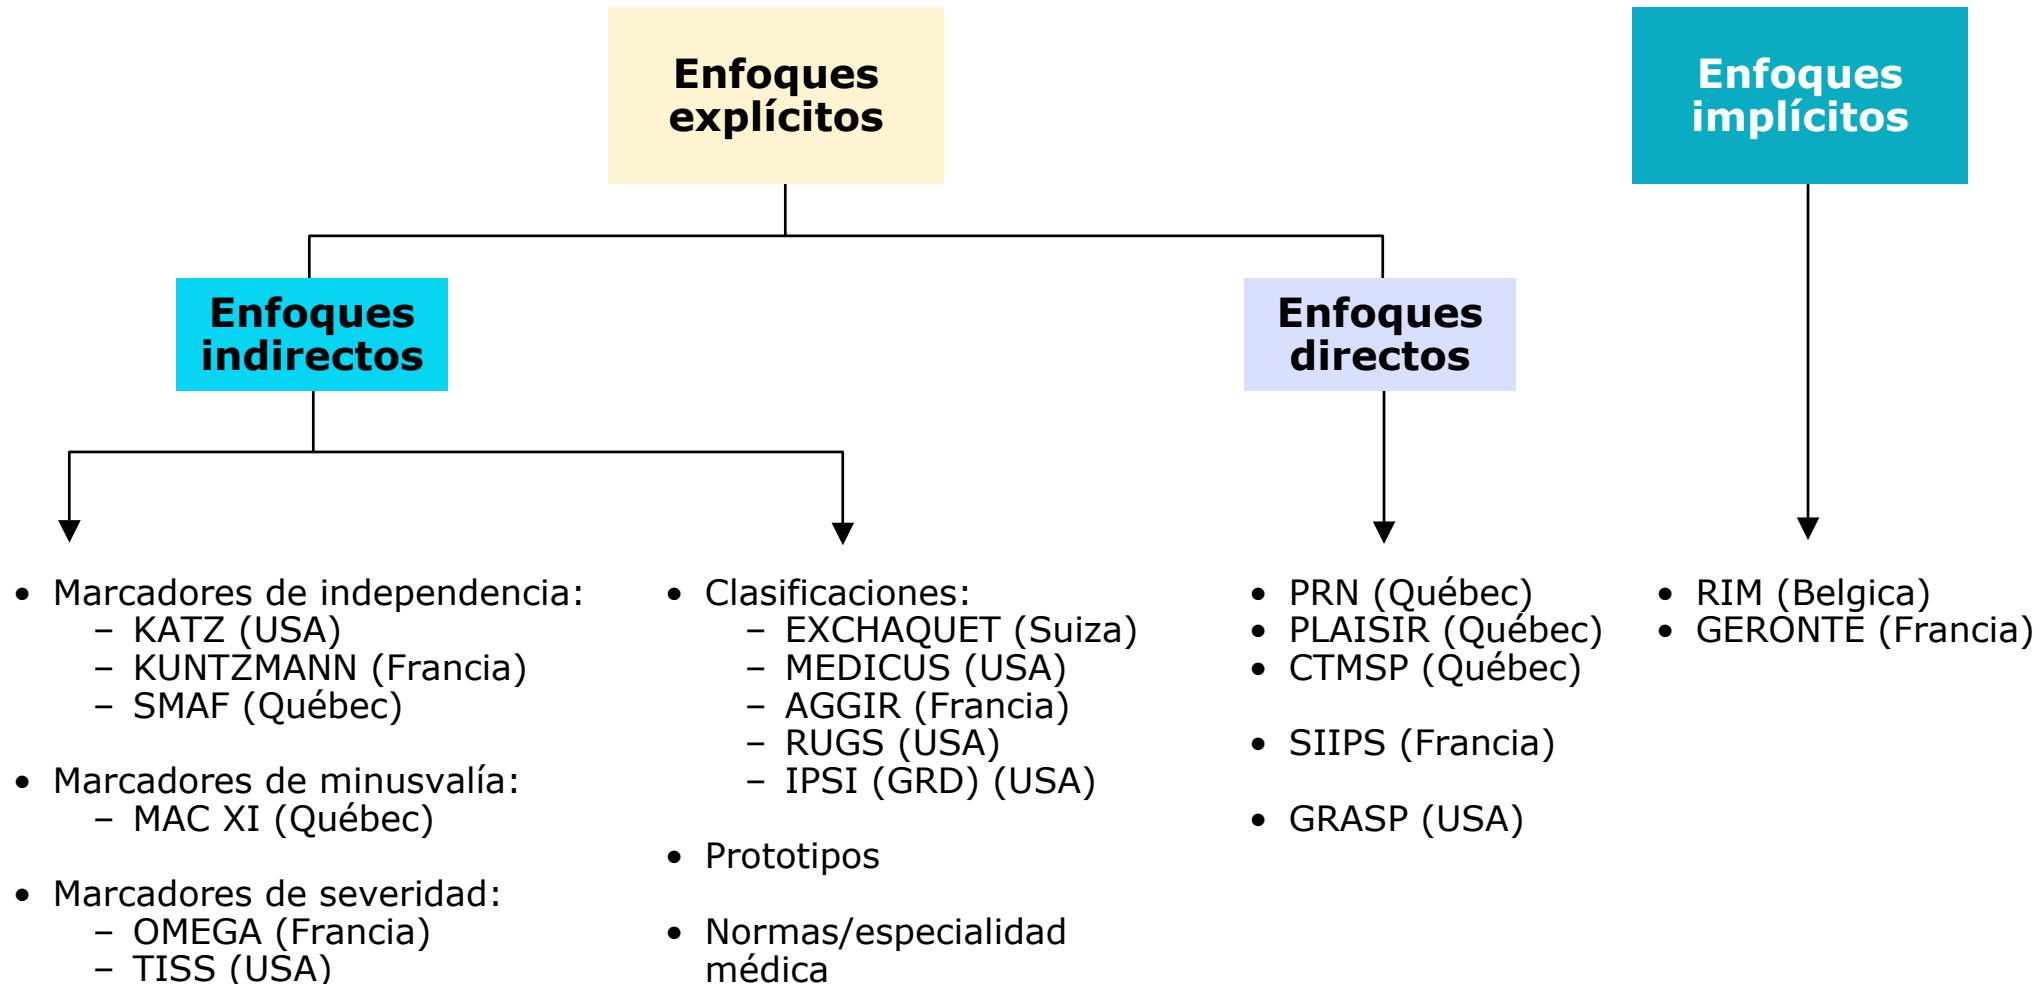 Enfoques
explícitos
Enfoques
implícitos
Enfoques
indirectos
Enfoques
directos
• Marcadores de independencia:
– KATZ (USA)
– KUNTZMANN (Francia)
– SMAF (Québec)
• Marcadores de minusvalía:
– MAC XI (Québec)
• Marcadores de severidad:
– OMEGA (Francia)
– TISS (USA)
• Clasificaciones:
– EXCHAQUET (Suiza)
– MEDICUS (USA)
– AGGIR (Francia)
– RUGS (USA)
– IPSI (GRD) (USA)
• Prototipos
• Normas/especialidad
médica
• PRN (Québec)
• PLAISIR (Québec)
• CTMSP (Québec)
• SIIPS (Francia)
• GRASP (USA)
• RIM (Belgica)
• GERONTE (Francia)